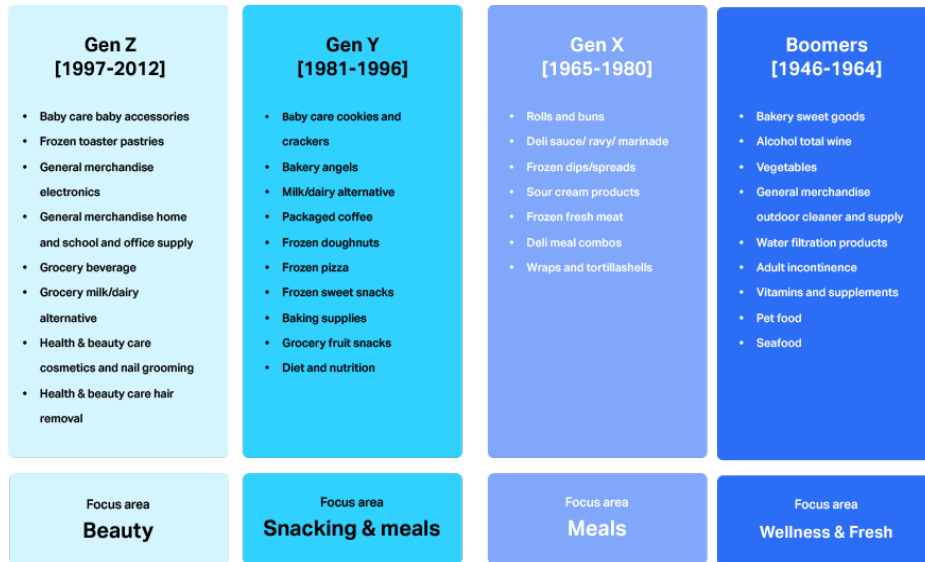 Gen Z
[1997-2012]
• Baby care baby accessories
• Frozen toaster pastries
• General merchandise
electronics
• General merchandise home
and school and office supply
• Grocery beverage
• Grocery milk/dairy
alternative
• Health & beauty care
cosmetics and nail grooming
• Health & beauty care hair
removal
Focus area
Beauty
Gen Y
[1981-1996]
• Baby care cookies and
crackers
• Bakery angels
• Milk/dairy alternative
• Packaged coffee
• Frozen doughnuts
• Frozen pizza
• Frozen sweet snacks
• Baking supplies
• Grocery fruit snacks
• Diet and nutrition
Focus area
Snacking & meals
Gen X
[1965-1980]
• Rolls and buns
• Deli sauce/ ravy/ marinade
• Frozen dips/spreads
• Sour cream products
• Frozen fresh meat
• Deli meal combos
• Wraps and tortillashells
Focus area
Meals
Boomers
[1946-1964]
• Bakery sweet goods
• Alcohol total wine
• Vegetables
• General merchandise
outdoor cleaner and supply
• Water filtration products
• Adult incontinence
• Vitamins and supplements
• Pet food
• Seafood
Focus area
Wellness & Fresh